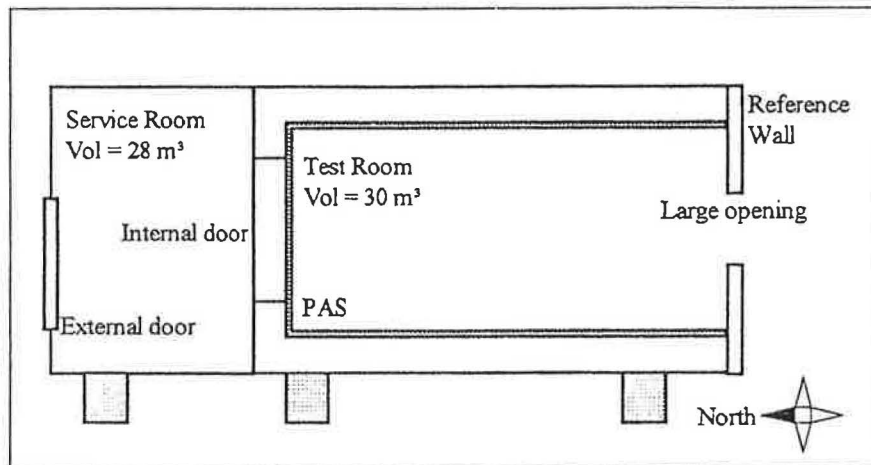 Service Room
Vol = 28 m³
Reference
Wall
Test Room
Vol = 30 m³
Large opening
Internal door
PAS
External door
North